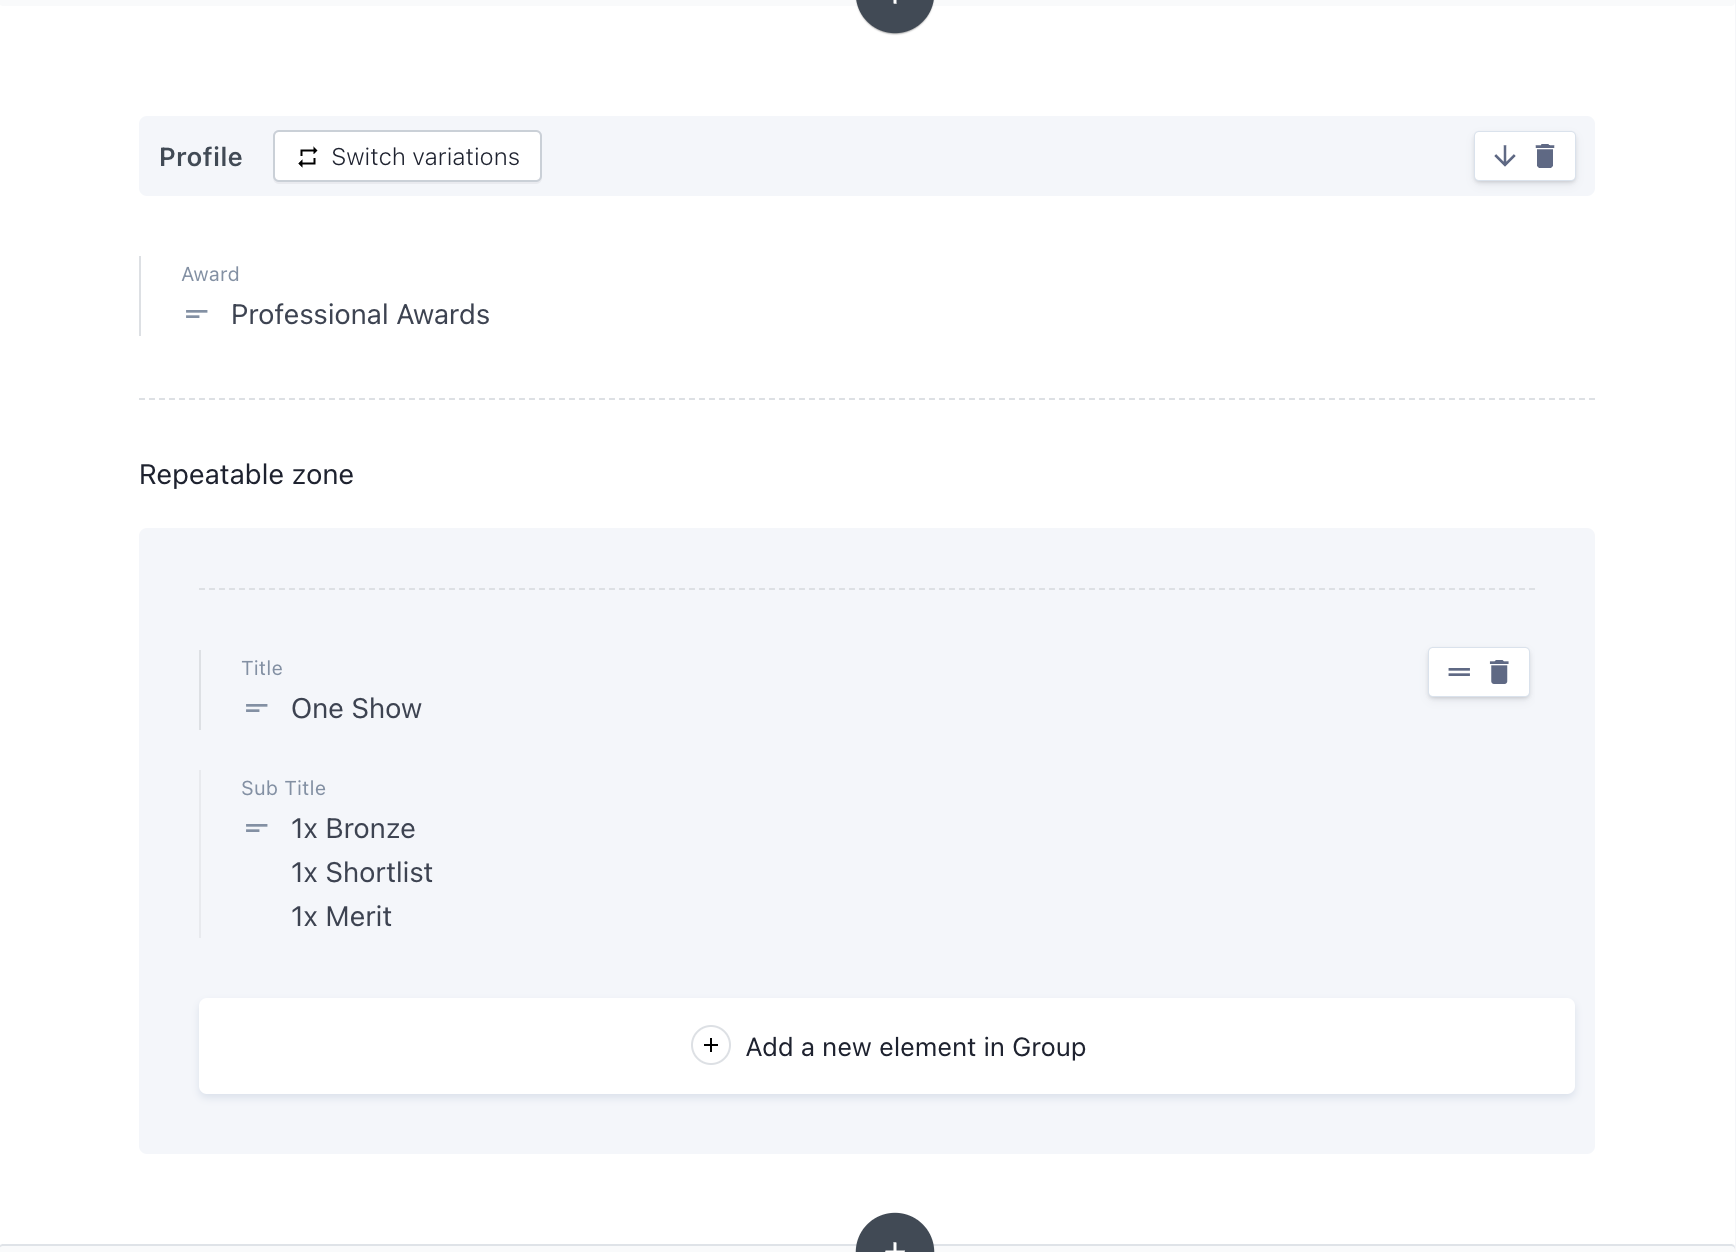 Profile
Switch variations
Award
Professional Awards
Repeatable zone
Title
One Show
Sub Title
1x Bronze
1x Shortlist
1x Merit
Add a new element in Group